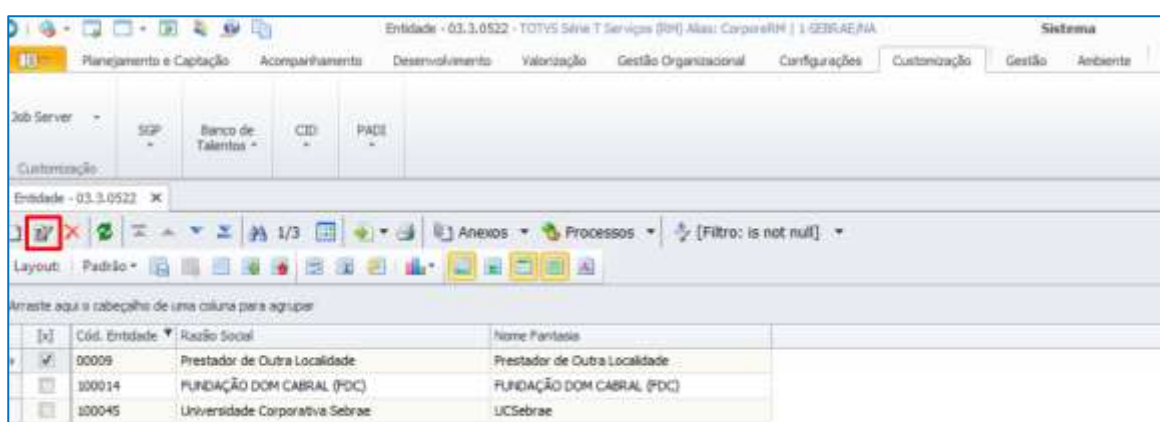 Entidade - 03.3.0522 - TOTVS Série T Serviços (RM) Alias: CorporeRM | 1-SEBRAE/NA Sistema
Planejamento e Captação Acompanhamento Desenvolvimento Valorização Gestão Organizacional Configurações Customização Gestão Ambiente
Job Server
SGP Banco de Talentos CID PADI
Customização
Entidade - 03.3.0522
1/3 Anexos Processos [Filtro: is not null]
Layout: Padrão
Arraste aqui o cabeçalho de uma coluna para agrupar
[x] Cód. Entidade Razão Social Nome Fantasia
00009 Prestador de Outra Localidade Prestador de Outra Localidade
100014 FUNDAÇÃO DOM CABRAL (FDC) FUNDAÇÃO DOM CABRAL (FDC)
100045 Universidade Corporativa Sebrae UCSebrae